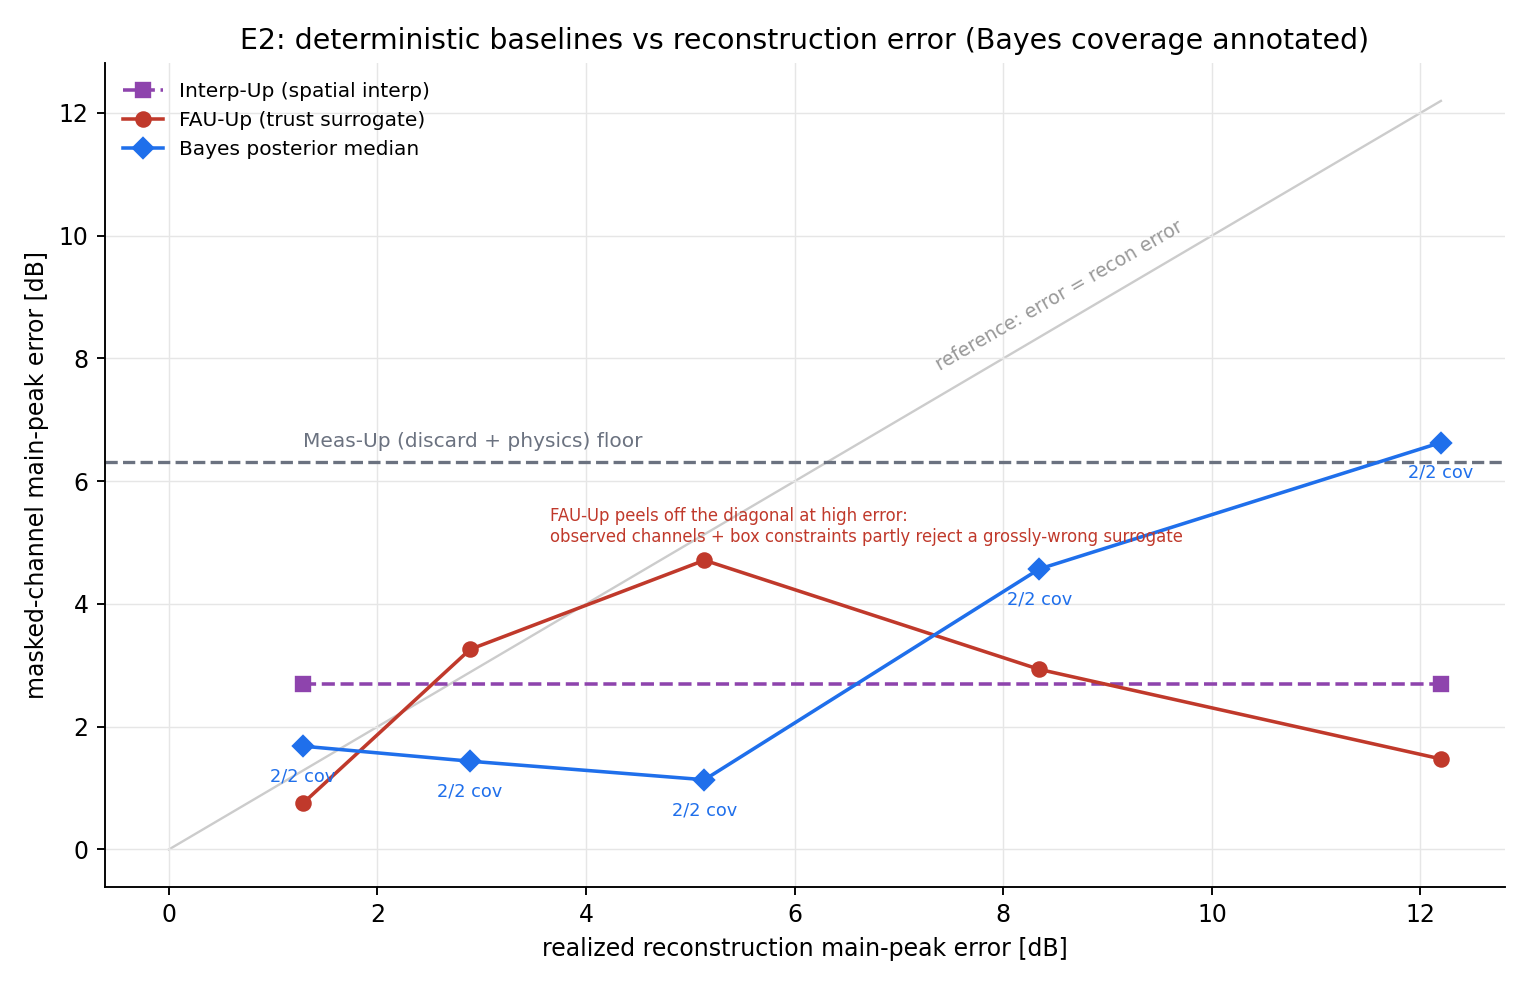 E2: deterministic baselines vs reconstruction error (Bayes coverage annotated)
Interp-Up (spatial interp)
FAU-Up (trust surrogate)
Bayes posterior median
masked-channel main-peak error [dB]
12
10
8
6
4
2
0
reference: error = recon error
Meas-Up (discard + physics) floor
2/2 cov
FAU-Up peels off the diagonal at high error:
observed channels + box constraints partly reject a grossly-wrong surrogate
2/2 cov
2/2 cov
2/2 cov
2/2 cov
0
2
4
6
8
10
12
realized reconstruction main-peak error [dB]